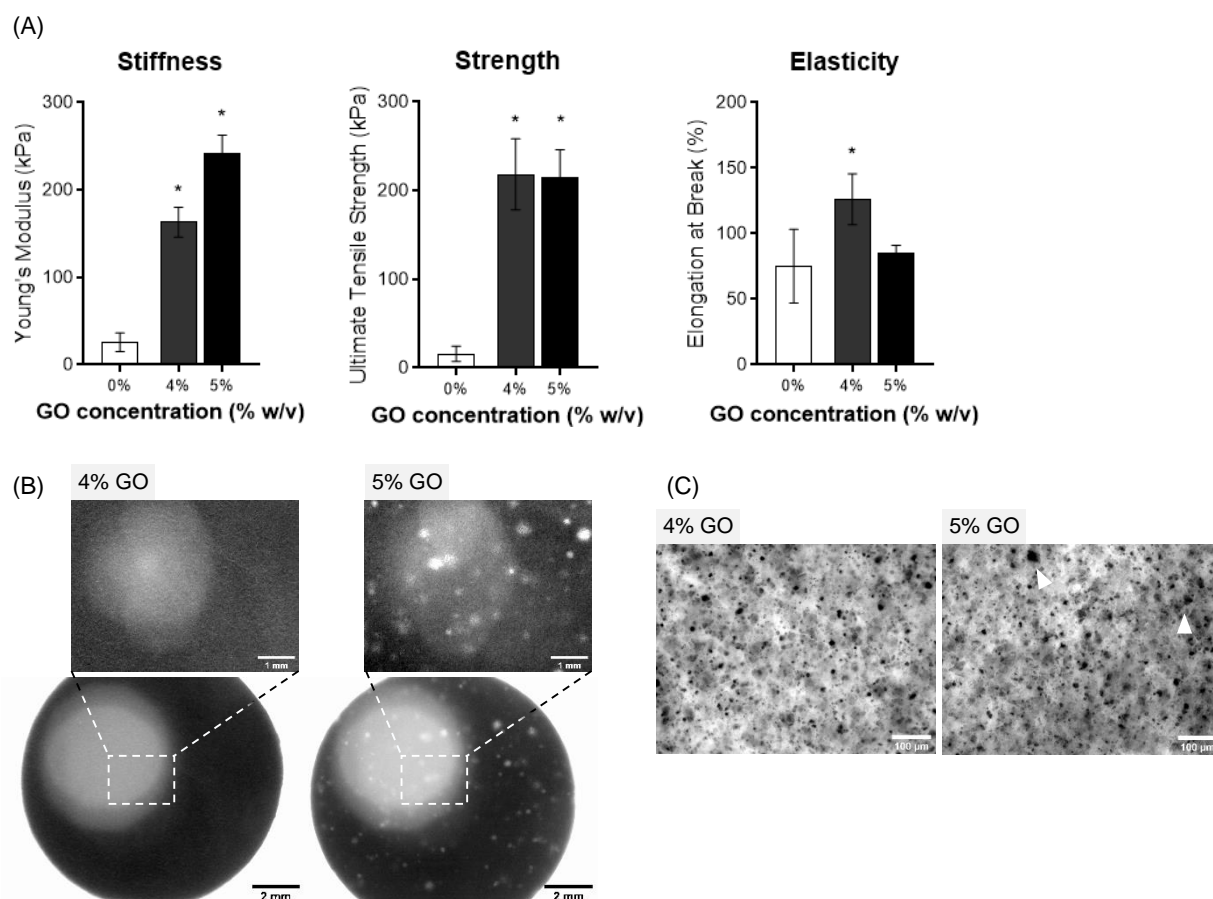 (A)
Stiffness
Young's Modulus (kPa)
300
200
100
0
*
*
0%
4%
5%
GO concentration (% w/v)
Strength
Ultimate Tensile Strength (kPa)
300
200
100
0
*
*
0%
4%
5%
GO concentration (% w/v)
Elasticity
Elongation at Break (%)
200
150
100
50
0
*
0%
4%
5%
GO concentration (% w/v)
(B)
4% GO
1 mm
2 mm
5% GO
1 mm
2 mm
(C)
4% GO
100 µm
5% GO
100 µm